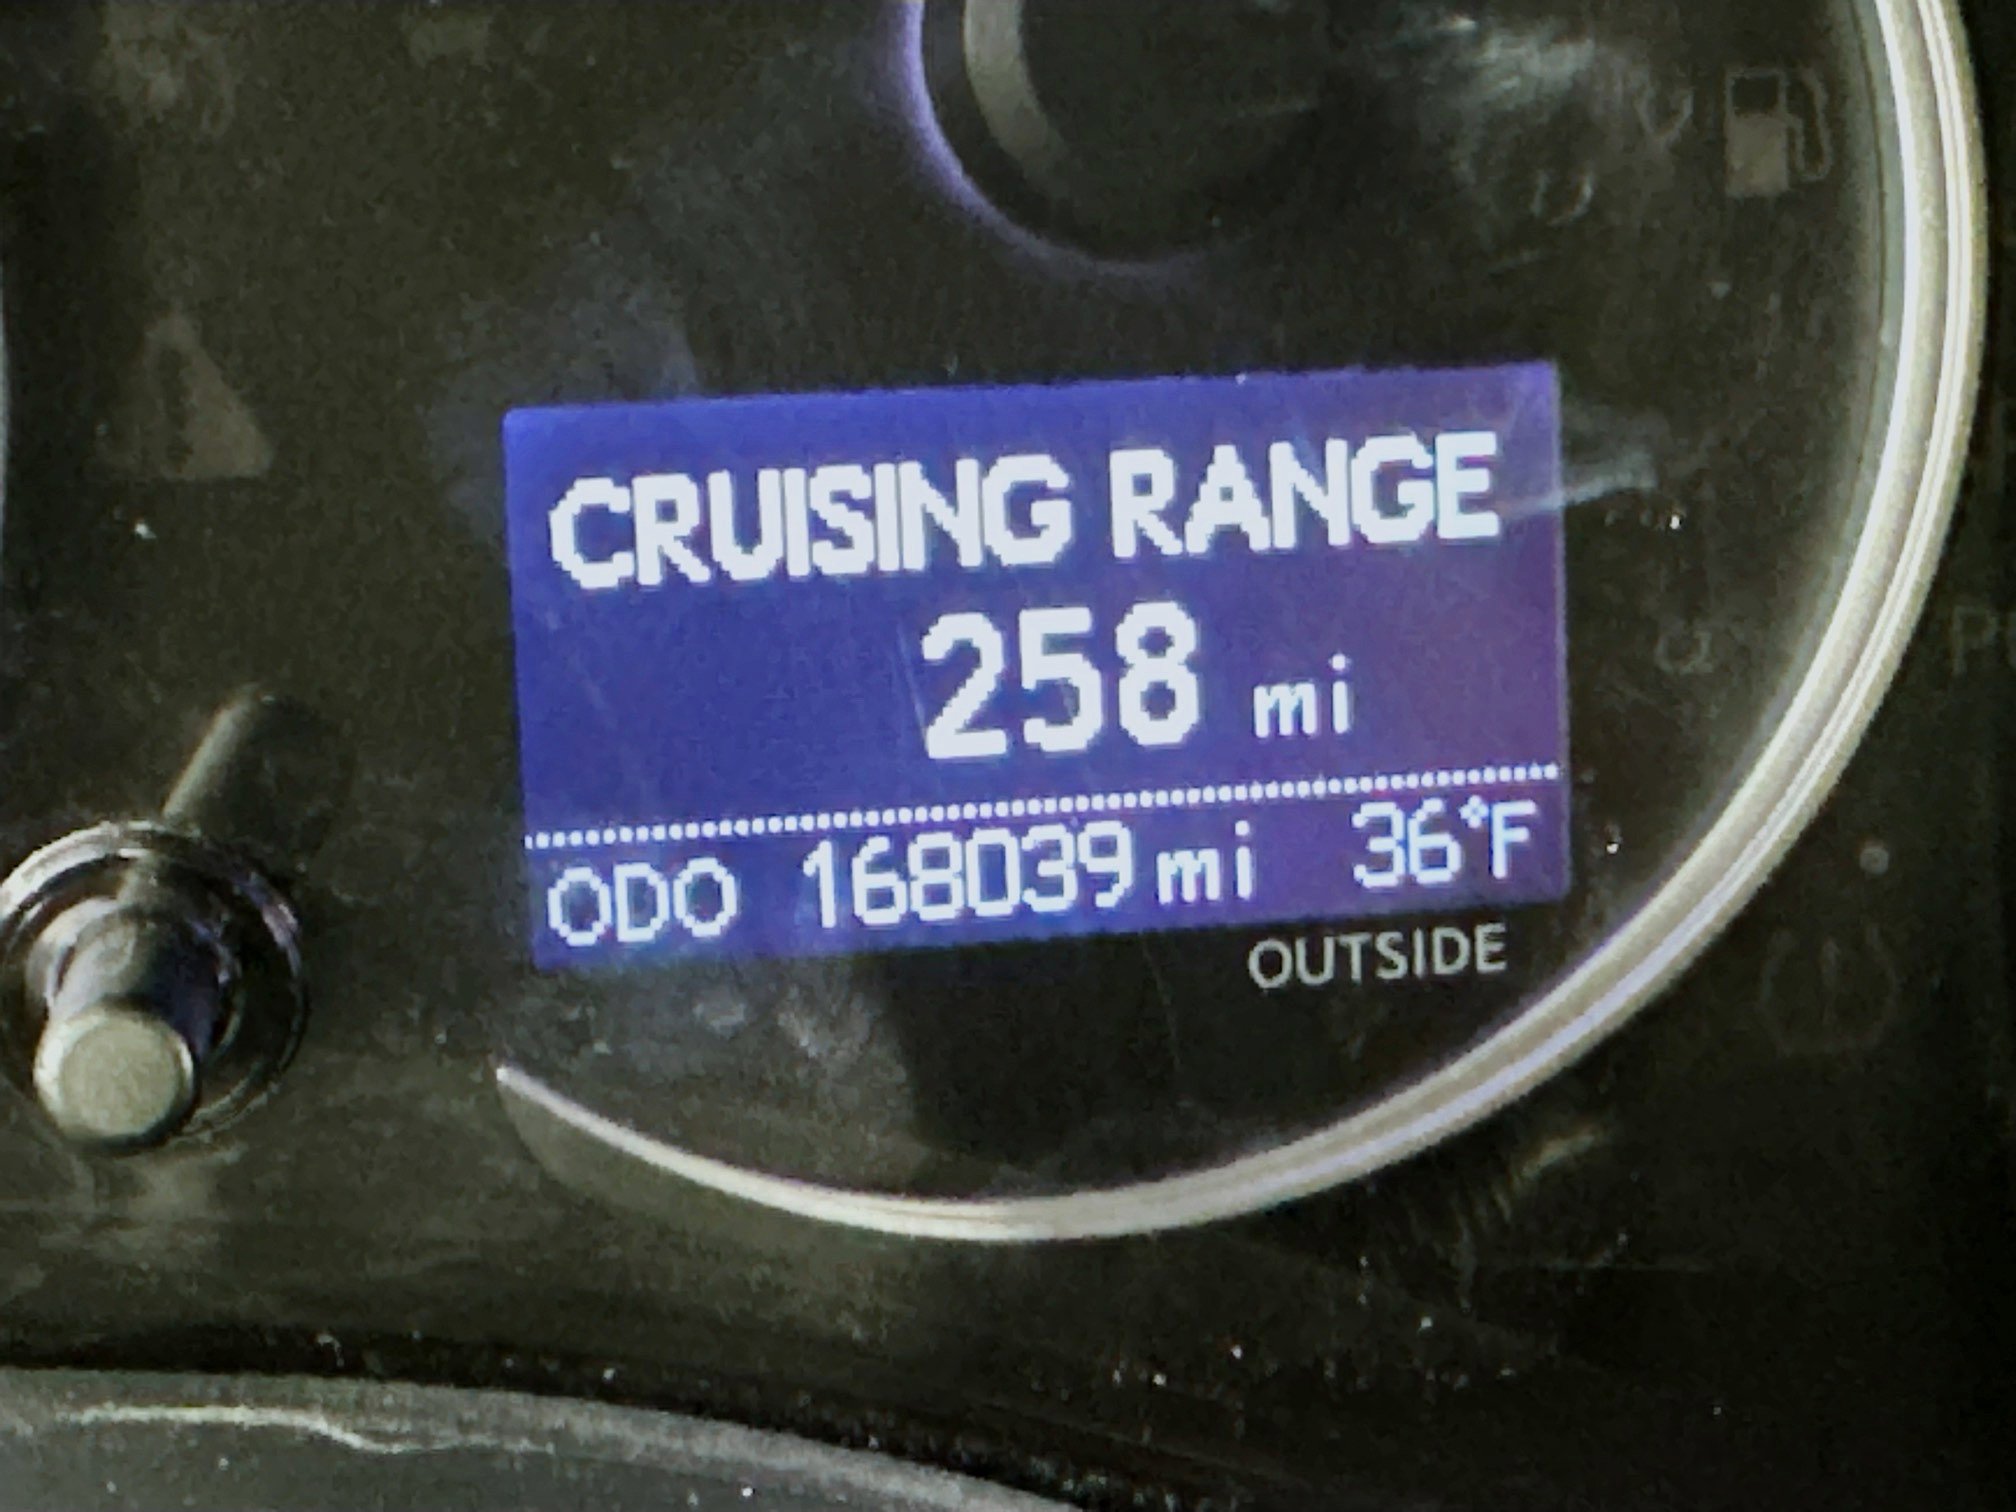 CRUISING RANGE
258 mi
ODO 168039 mi 36°F
OUTSIDE